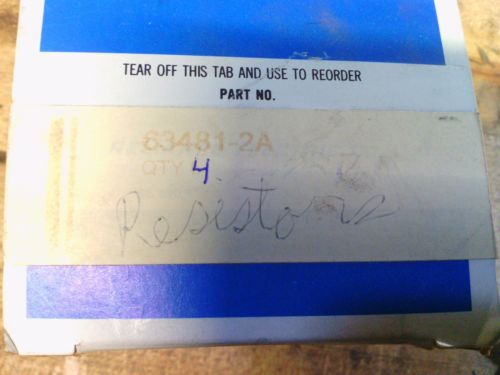 TEAR OFF THIS TAB AND USE TO REORDER
PART NO.
63481-2A
QTY 4
Resistors